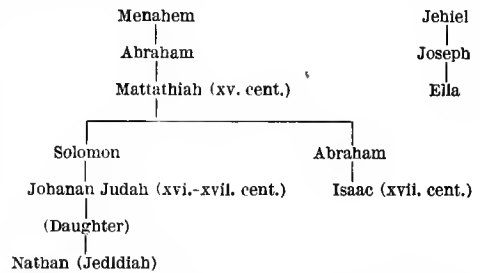 Menahem Jehiel
Abraham Joseph
Mattathiah (xv. cent.) Ella
Solomon Abraham
Johanan Judah (xvi.-xvii. cent.) Isaac (xvii. cent.)
(Daughter)
Nathan (Jedidiah)